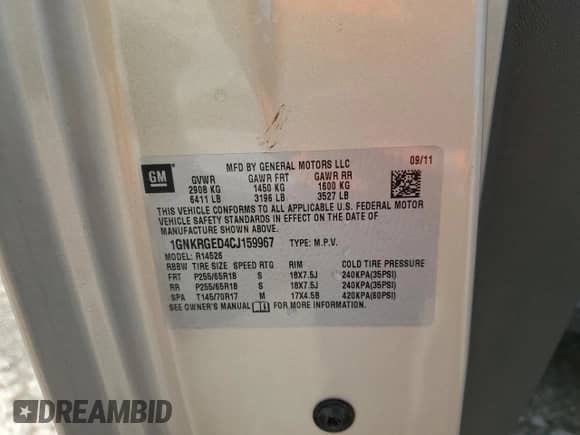 MFD BY GENERAL MOTORS LLC 09/11
GM GVWR GAWR FRT GAWR RR
2908 KG 1450 KG 1600 KG
6411 LB 3196 LB 3527 LB
THIS VEHICLE CONFORMS TO ALL APPLICABLE U.S. FEDERAL MOTOR
VEHICLE SAFETY STANDARDS IN EFFECT ON THE DATE OF
MANUFACTURE SHOWN ABOVE.
1GNKRGED4CJ159967 TYPE: M.P.V.
MODEL: R14526
RBBW TIRE SIZE SPEED RTG RIM COLD TIRE PRESSURE
FRT P255/65R18 S 18X7.5J 240KPA(35PSI)
RR P255/65R18 S 18X7.5J 240KPA(35PSI)
SPA T145/70R17 M 17X4.5B 420KPA(60PSI)
SEE OWNER'S MANUAL FOR MORE INFORMATION.
DREAMBID